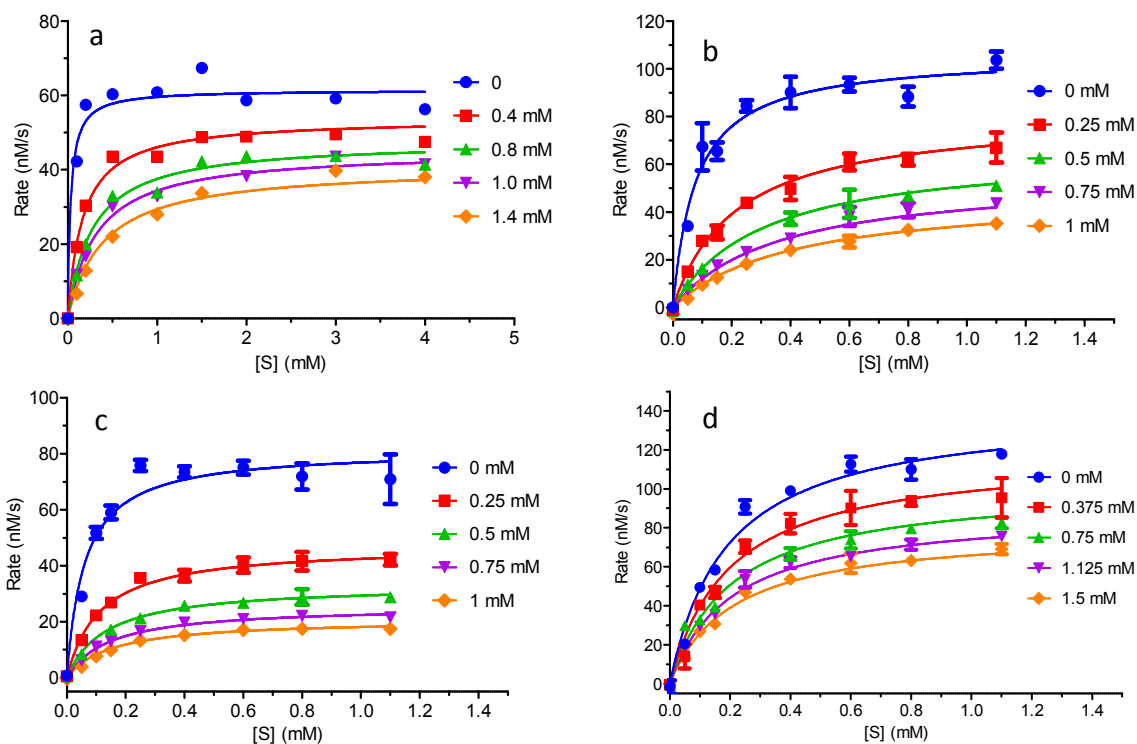 a
80
60
40
20
0
Rate (nM/s)
0
1
2
3
4
5
[S] (mM)
0
0.4 mM
0.8 mM
1.0 mM
1.4 mM
b
120
100
80
60
40
20
0
Rate (nM/s)
0.0
0.2
0.4
0.6
0.8
1.0
1.2
1.4
[S] (mM)
0 mM
0.25 mM
0.5 mM
0.75 mM
1 mM
c
100
80
60
40
20
0
Rate (nM/s)
0.0
0.2
0.4
0.6
0.8
1.0
1.2
1.4
[S] (mM)
0 mM
0.25 mM
0.5 mM
0.75 mM
1 mM
d
140
120
100
80
60
40
20
0
Rate (nM/s)
0.0
0.2
0.4
0.6
0.8
1.0
1.2
1.4
[S] (mM)
0 mM
0.375 mM
0.75 mM
1.125 mM
1.5 mM